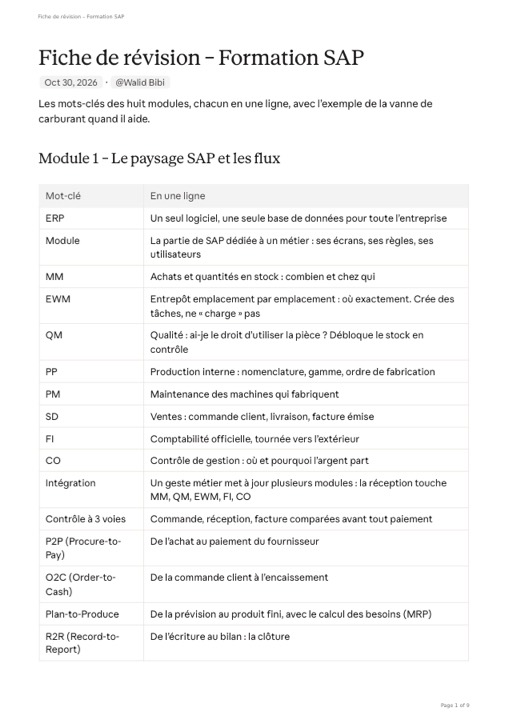 Fiche de révision – Formation SAP
Fiche de révision – Formation SAP
Oct 30, 2026 · @Walid Bibi
Les mots-clés des huit modules, chacun en une ligne, avec l'exemple de la vanne de
carburant quand il aide.
Module 1 – Le paysage SAP et les flux
Mot-clé En une ligne
ERP Un seul logiciel, une seule base de données pour toute l'entreprise
Module La partie de SAP dédiée à un métier : ses écrans, ses règles, ses
utilisateurs
MM Achats et quantités en stock : combien et chez qui
EWM Entrepôt emplacement par emplacement : où exactement. Crée des
tâches, ne « charge » pas
QM Qualité : ai-je le droit d'utiliser la pièce ? Débloque le stock en
contrôle
PP Production interne : nomenclature, gamme, ordre de fabrication
PM Maintenance des machines qui fabriquent
SD Ventes : commande client, livraison, facture émise
FI Comptabilité officielle, tournée vers l'extérieur
CO Contrôle de gestion : où et pourquoi l'argent part
Intégration Un geste métier met à jour plusieurs modules : la réception touche
MM, QM, EWM, FI, CO
Contrôle à 3 voies Commande, réception, facture comparées avant tout paiement
P2P (Procure-to- De l'achat au paiement du fournisseur
Pay)
O2C (Order-to- De la commande client à l'encaissement
Cash)
Plan-to-Produce De la prévision au produit fini, avec le calcul des besoins (MRP)
R2R (Record-to- De l'écriture au bilan : la clôture
Report)
Page 1 of 9